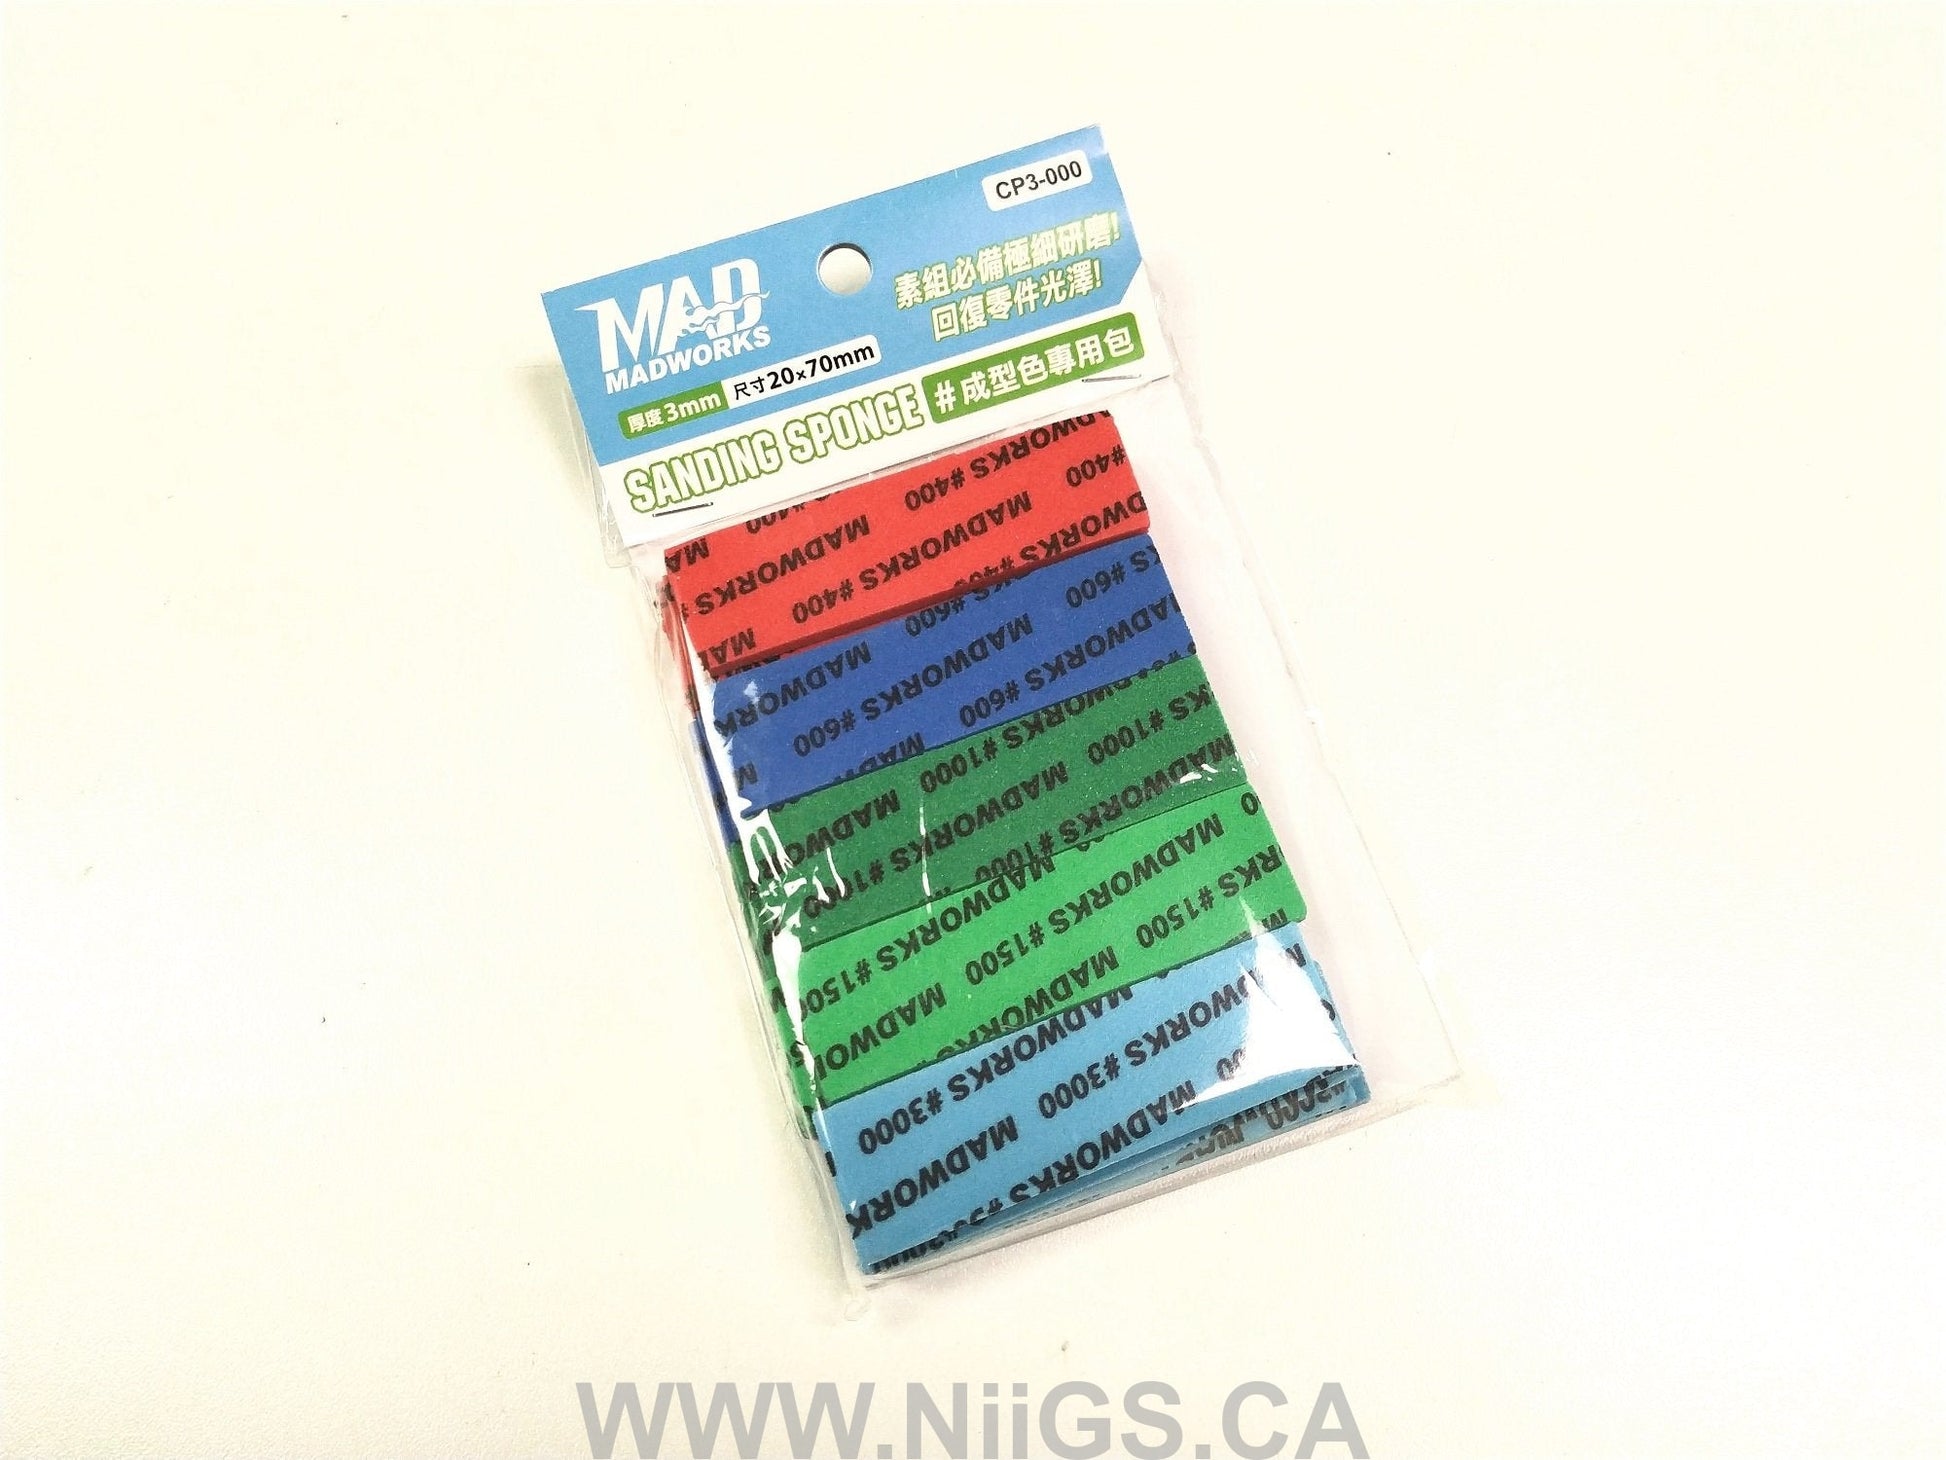 CP3-000
MAD
MADWORKS
素組必備極細研磨!
回復零件光澤!
厚度3mm 尺寸20×70mm
SANDING SPONGE #成型色專用包
MADWORKS #400
MADWORKS #400
MADWORKS #600
MADWORKS #600
MADWORKS #1000
MADWORKS #1000
MADWORKS #1500
MADWORKS #1500
MADWORKS #3000
MADWORKS #3000
WWW.NiiGS.CA